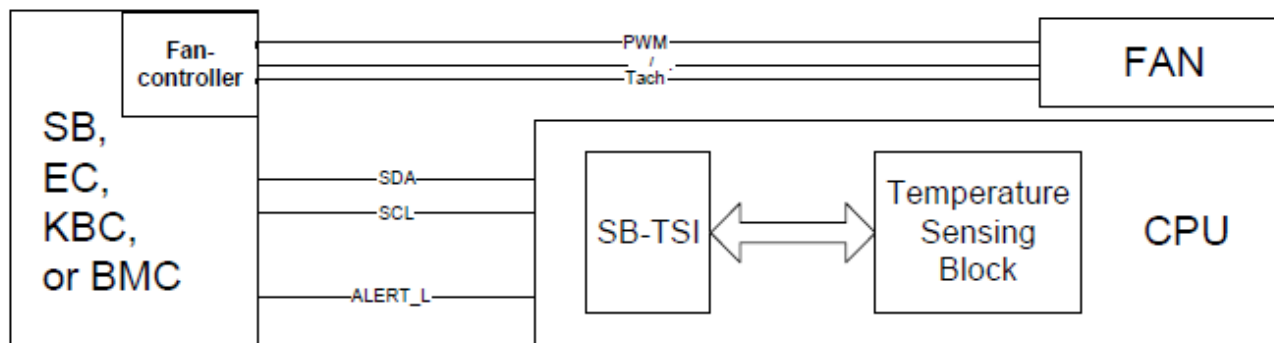 Fan-
controller
PWM
/
Tach
FAN
SB,
EC,
KBC,
or BMC
SDA
SCL
ALERT_L
SB-TSI
Temperature
Sensing
Block
CPU